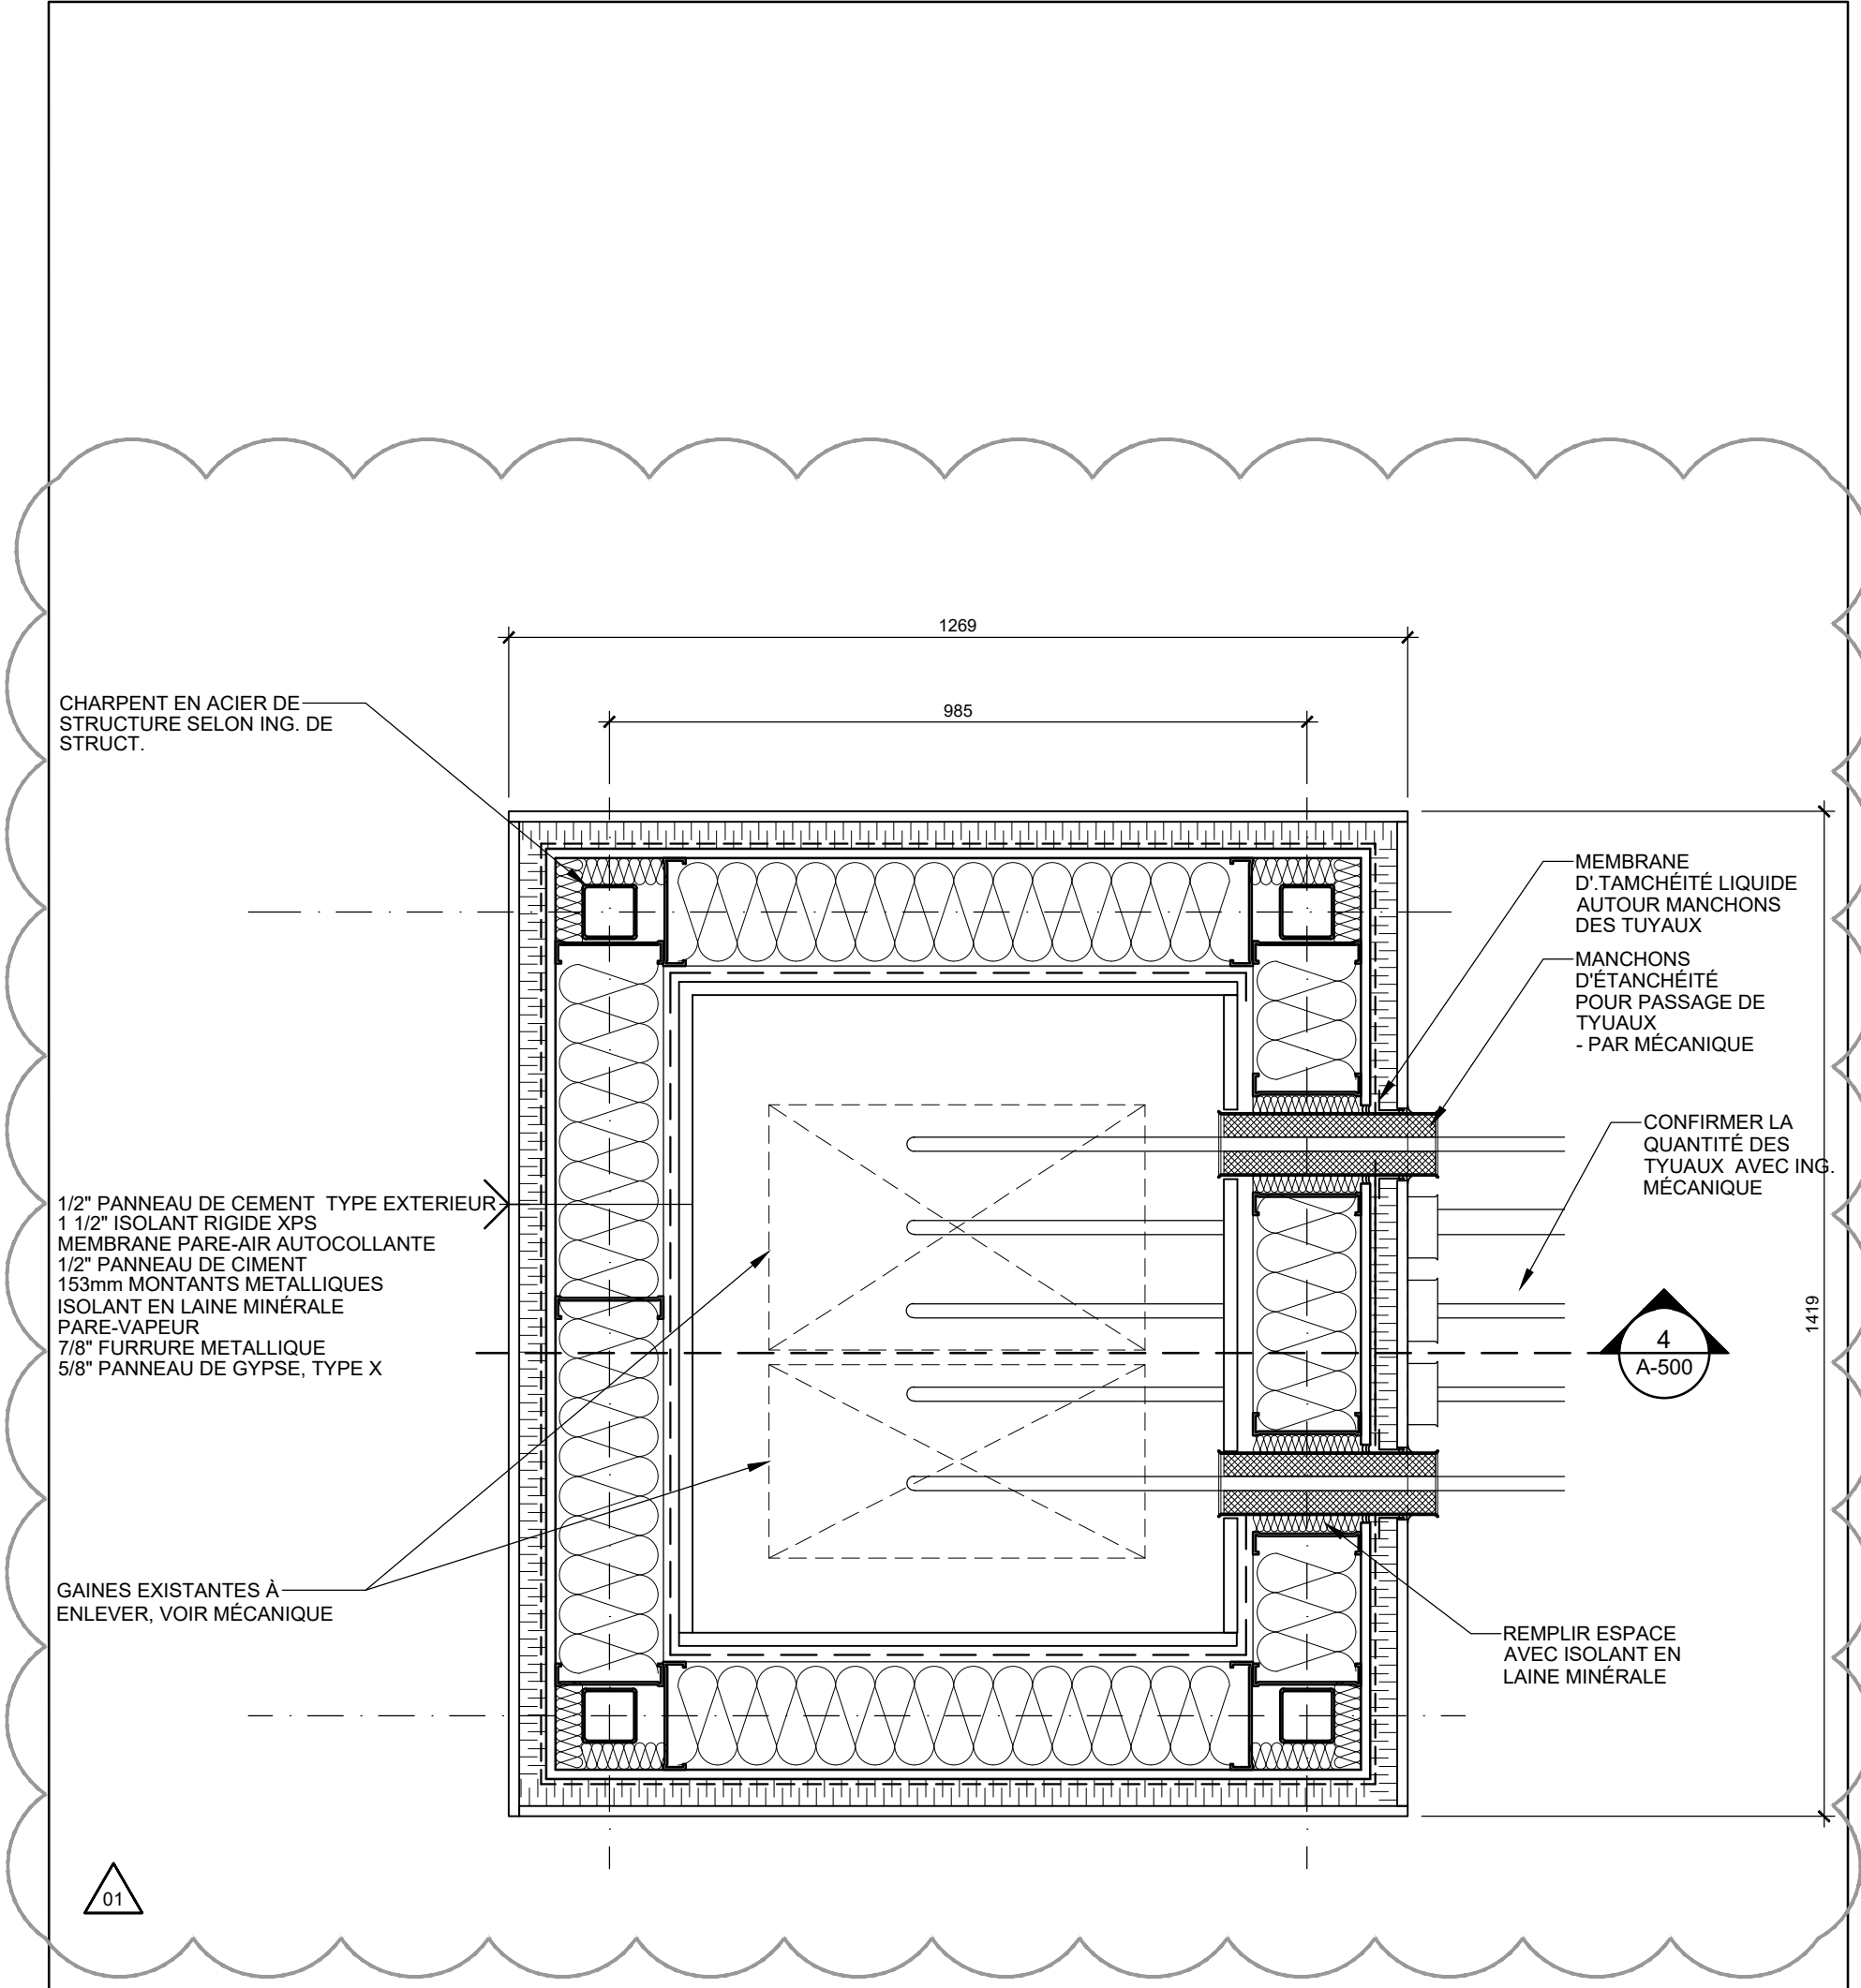 1269
985
CHARPENT EN ACIER DE
STRUCTURE SELON ING. DE
STRUCT.
MEMBRANE
D'.TAMCHÉITÉ LIQUIDE
AUTOUR MANCHONS
DES TUYAUX
MANCHONS
D'ÉTANCHÉITÉ
POUR PASSAGE DE
TYUAUX
- PAR MÉCANIQUE
CONFIRMER LA
QUANTITÉ DES
TYUAUX AVEC ING.
MÉCANIQUE
1/2" PANNEAU DE CEMENT TYPE EXTERIEUR
1 1/2" ISOLANT RIGIDE XPS
MEMBRANE PARE-AIR AUTOCOLLANTE
1/2" PANNEAU DE CIMENT
153mm MONTANTS METALLIQUES
ISOLANT EN LAINE MINÉRALE
PARE-VAPEUR
7/8" FURRURE METALLIQUE
5/8" PANNEAU DE GYPSE, TYPE X
1419
4
A-500
GAINES EXISTANTES À
ENLEVER, VOIR MÉCANIQUE
REMPLIR ESPACE
AVEC ISOLANT EN
LAINE MINÉRALE
01